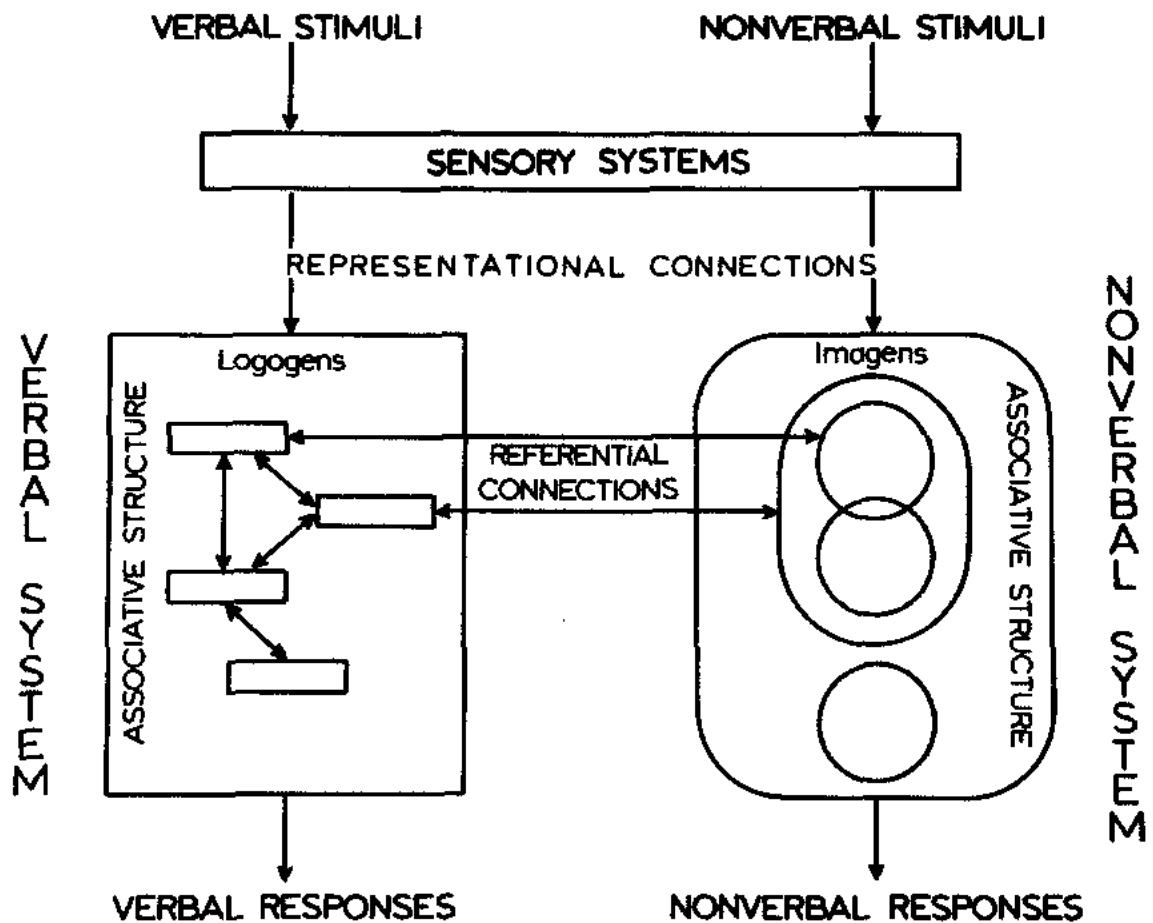 VERBAL STIMULI
NONVERBAL STIMULI
SENSORY SYSTEMS
REPRESENTATIONAL CONNECTIONS
VERBAL SYSTEM
ASSOCIATIVE STRUCTURE
Logogens
REFERENTIAL
CONNECTIONS
Imagens
ASSOCIATIVE STRUCTURE
NONVERBAL SYSTEM
VERBAL RESPONSES
NONVERBAL RESPONSES